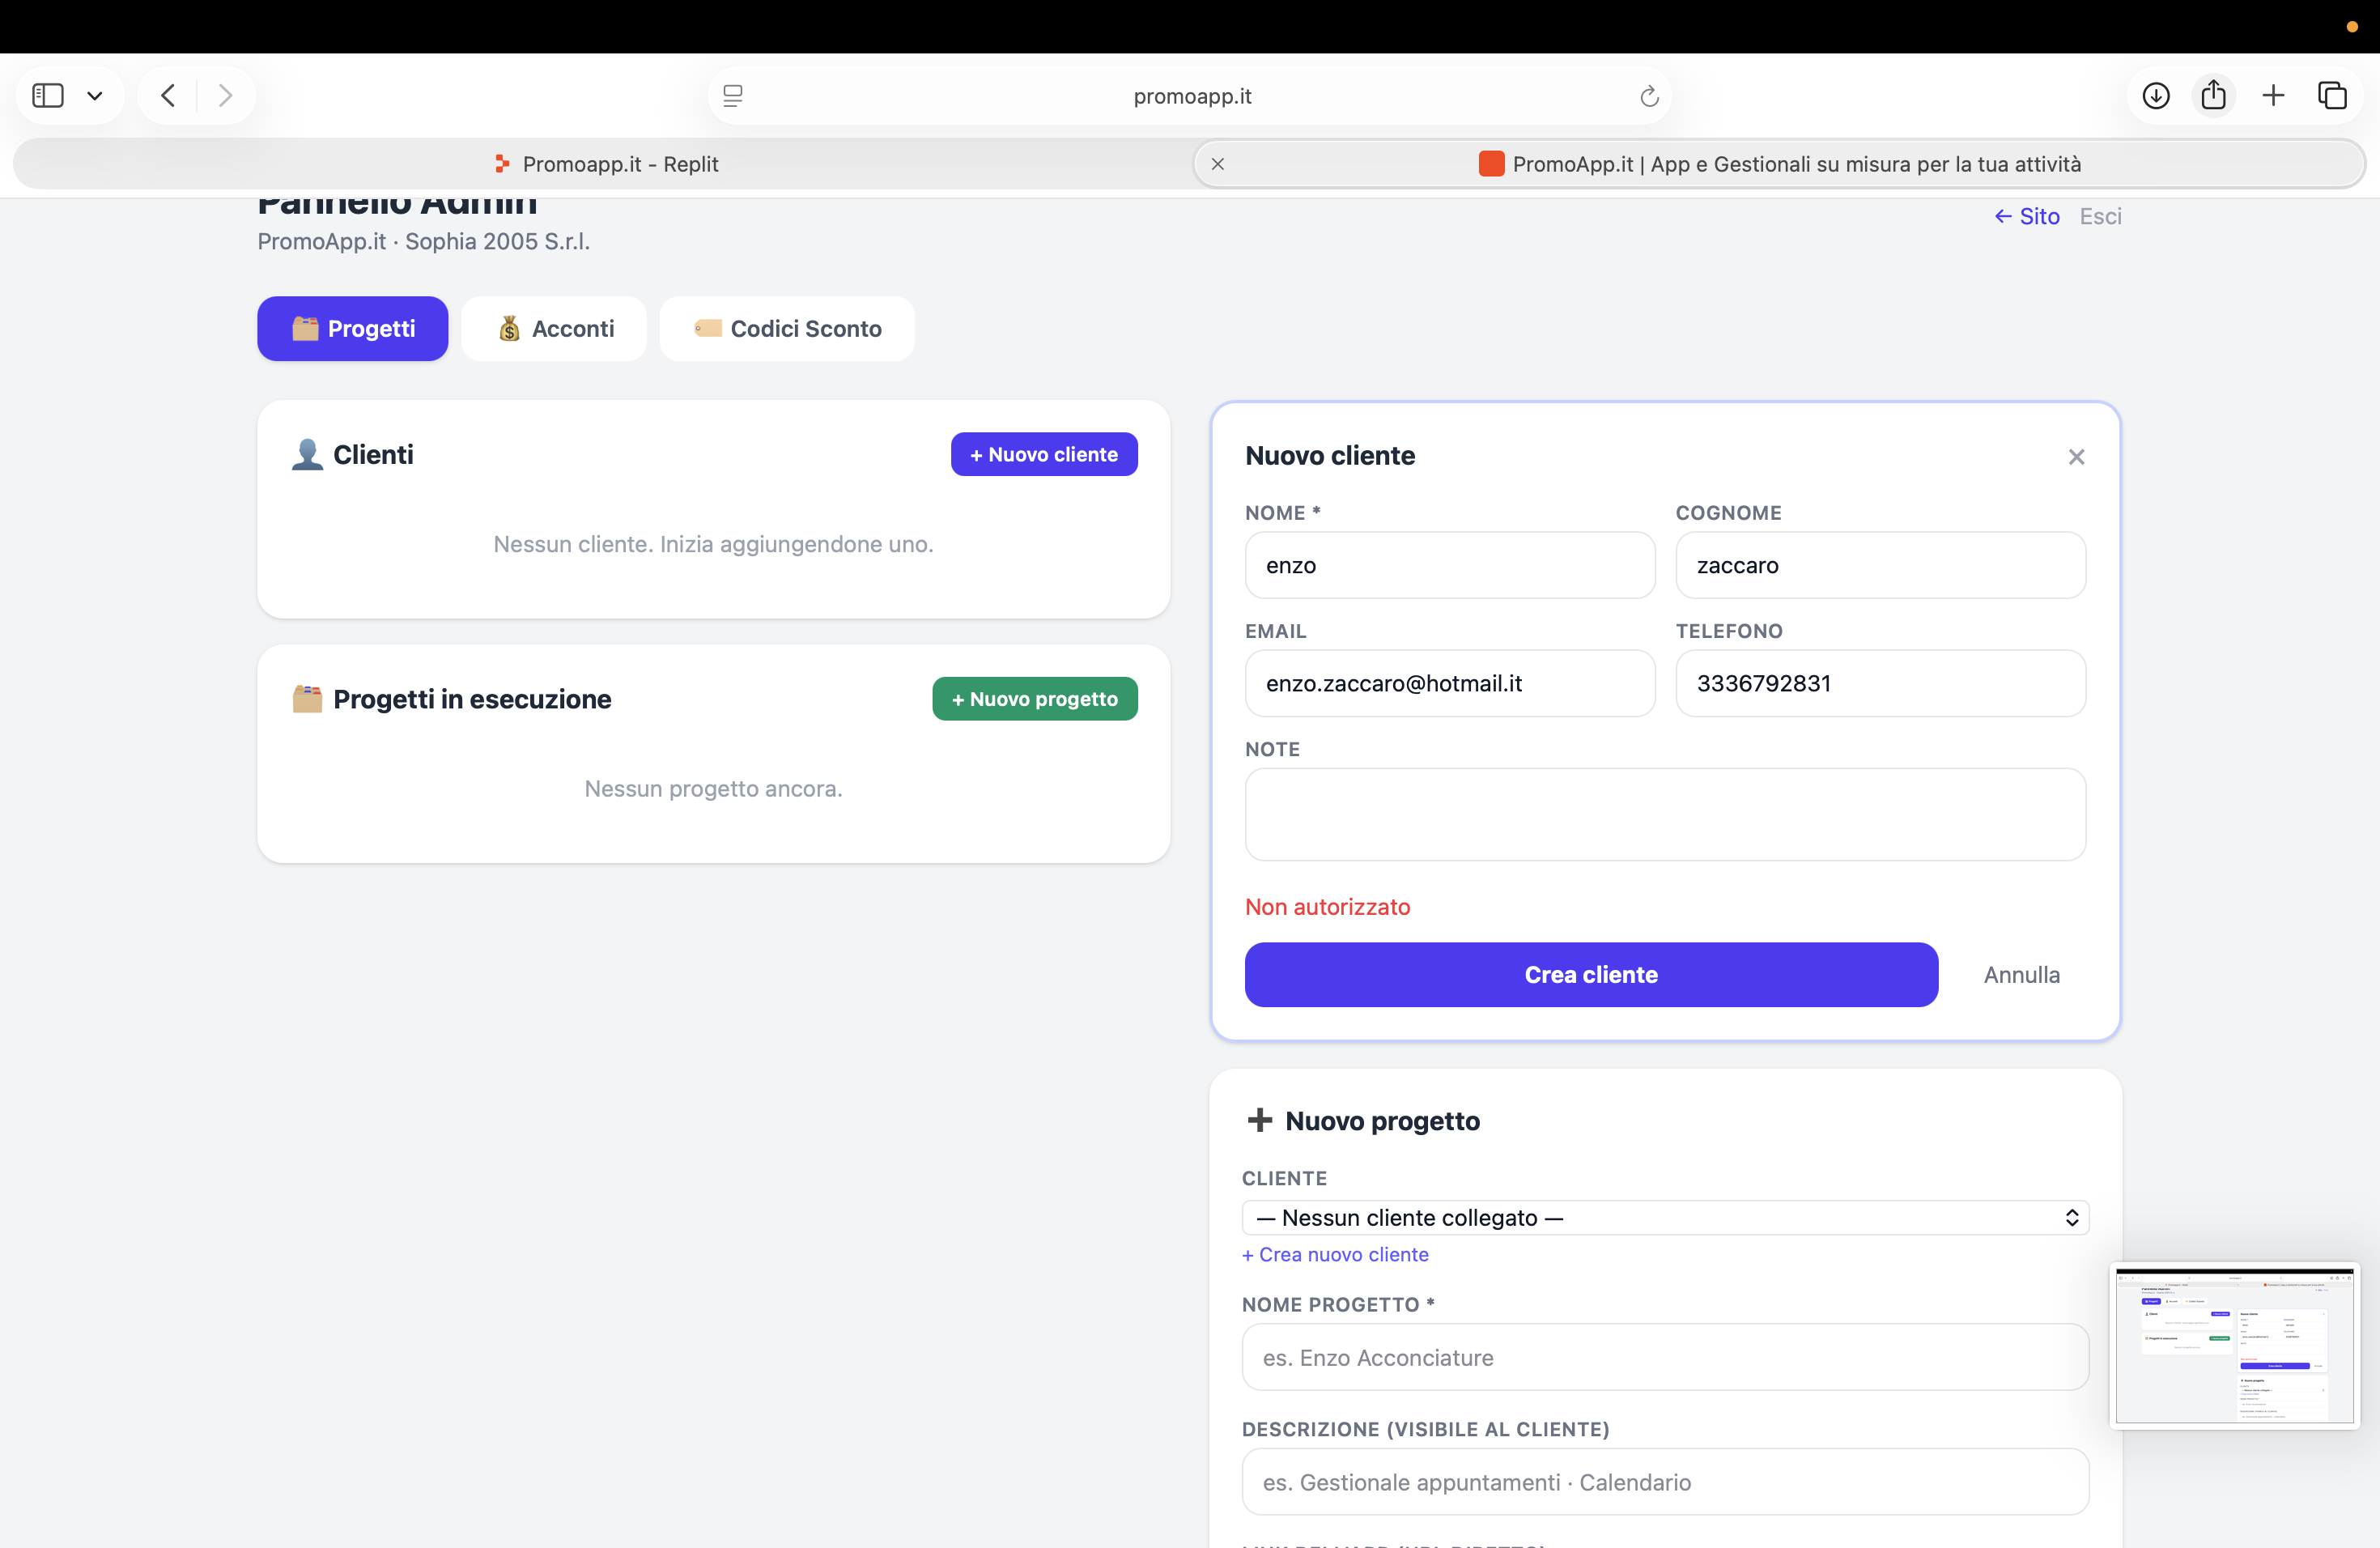 promoapp.it
Promoapp.it - Replit
PromoApp.it | App e Gestionali su misura per la tua attività
Pannello Admin
PromoApp.it · Sophia 2005 S.r.l.
← Sito Esci
Progetti
Acconti
Codici Sconto
Clienti
+ Nuovo cliente
Nessun cliente. Inizia aggiungendone uno.
Progetti in esecuzione
+ Nuovo progetto
Nessun progetto ancora.
Nuovo cliente
NOME * COGNOME
enzo zaccaro
EMAIL TELEFONO
enzo.zaccaro@hotmail.it 3336792831
NOTE
Non autorizzato
Crea cliente Annulla
Nuovo progetto
CLIENTE
— Nessun cliente collegato —
+ Crea nuovo cliente
NOME PROGETTO *
es. Enzo Acconciature
DESCRIZIONE (VISIBILE AL CLIENTE)
es. Gestionale appuntamenti · Calendario